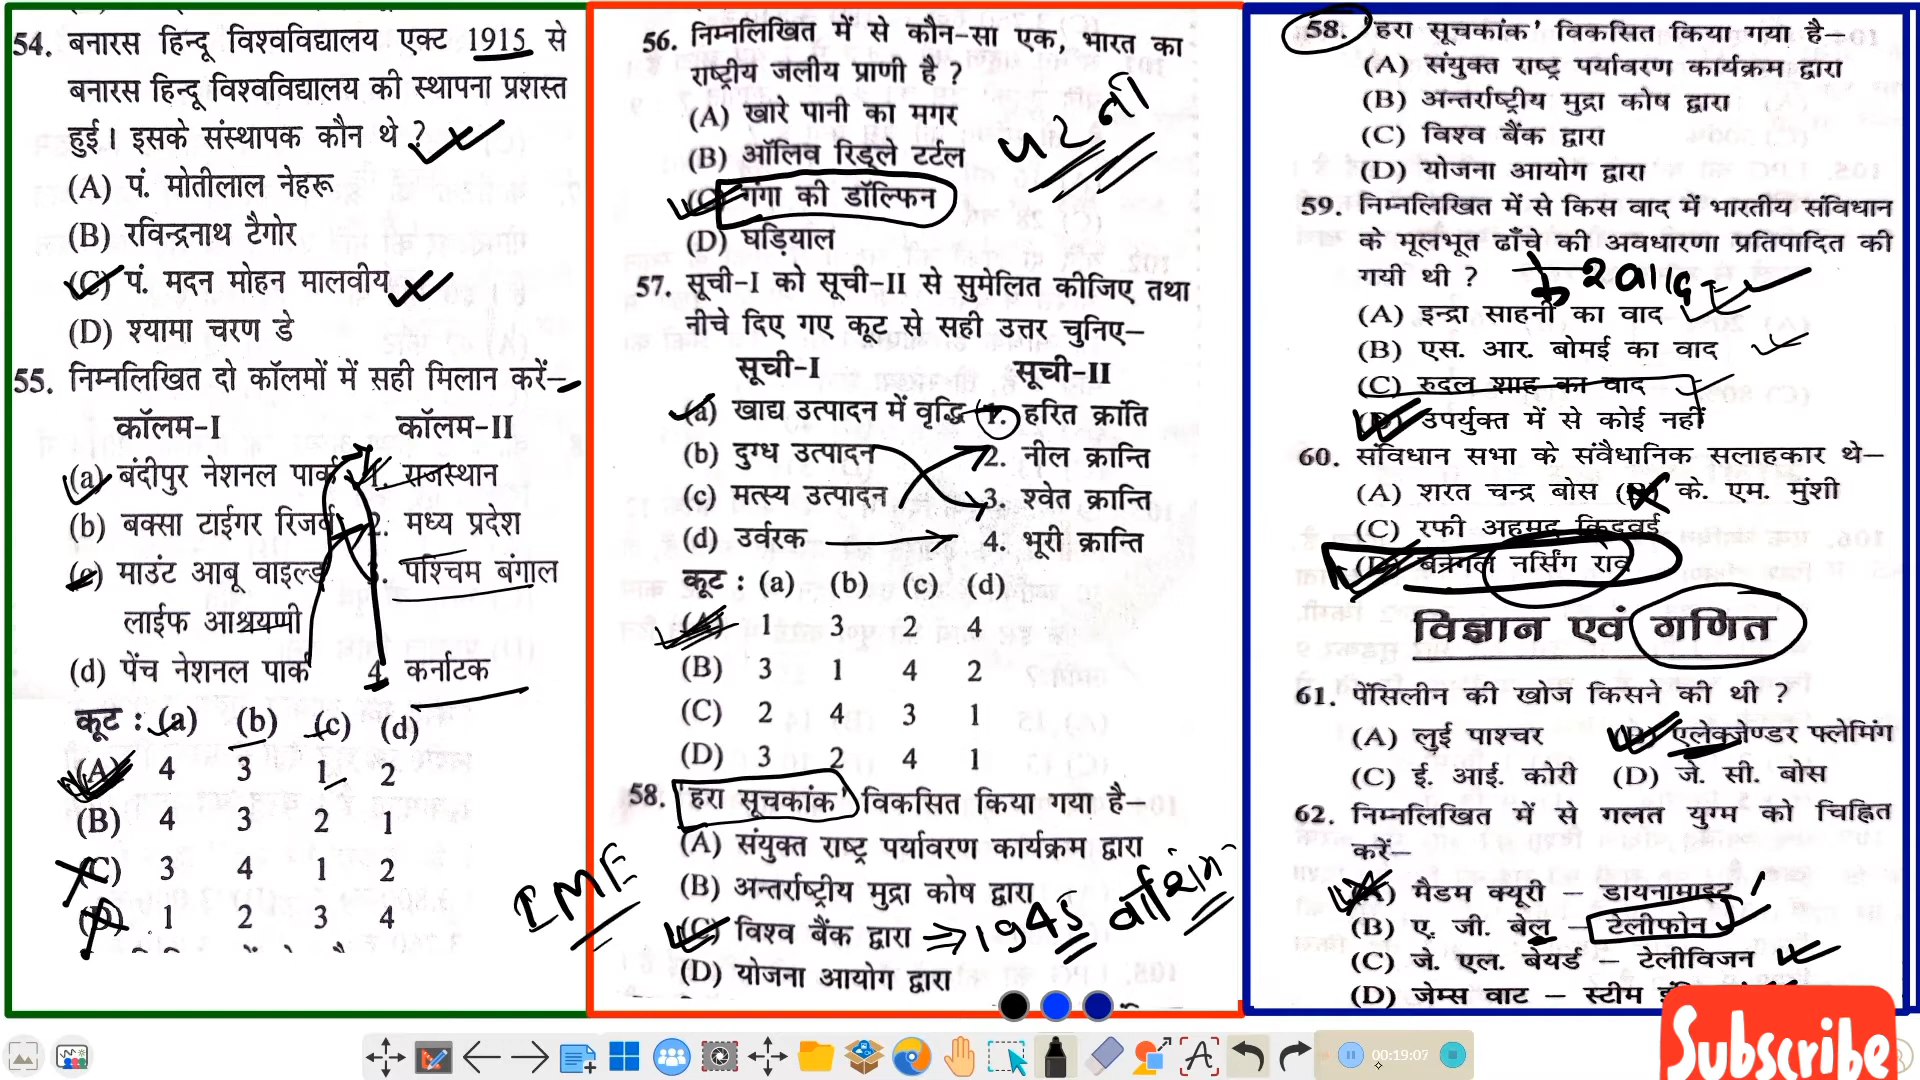 54. बनारस हिन्दू विश्वविद्यालय एक्ट 1915 से
बनारस हिन्दू विश्वविद्यालय की स्थापना प्रशस्त
हुई। इसके संस्थापक कौन थे ?
(A) पं. मोतीलाल नेहरू
(B) रविन्द्रनाथ टैगोर
(C) पं. मदन मोहन मालवीय
(D) श्यामा चरण डे
55. निम्नलिखित दो कॉलमों में सही मिलान करें–
कॉलम-I कॉलम-II
(a) बंदीपुर नेशनल पार्क 1. राजस्थान
(b) बक्सा टाईगर रिजर्व 2. मध्य प्रदेश
(c) माउंट आबू वाइल्ड 3. पश्चिम बंगाल
लाईफ आश्रयणी
(d) पेंच नेशनल पार्क 4. कर्नाटक
कूट : (a) (b) (c) (d)
(A) 4 3 1 2
(B) 4 3 2 1
(C) 3 4 1 2
(D) 1 2 3 4
56. निम्नलिखित में से कौन-सा एक, भारत का
राष्ट्रीय जलीय प्राणी है ?
(A) खारे पानी का मगर
(B) ऑलिव रिड्ले टर्टल
(C) गंगा की डॉल्फिन
(D) घड़ियाल
57. सूची-I को सूची-II से सुमेलित कीजिए तथा
नीचे दिए गए कूट से सही उत्तर चुनिए–
सूची-I सूची-II
(a) खाद्य उत्पादन में वृद्धि 1. हरित क्रांति
(b) दुग्ध उत्पादन 2. नील क्रान्ति
(c) मत्स्य उत्पादन 3. श्वेत क्रान्ति
(d) उर्वरक 4. भूरी क्रान्ति
कूट : (a) (b) (c) (d)
(A) 1 3 2 4
(B) 3 1 4 2
(C) 2 4 3 1
(D) 3 2 4 1
58. 'हरा सूचकांक' विकसित किया गया है–
(A) संयुक्त राष्ट्र पर्यावरण कार्यक्रम द्वारा
(B) अन्तर्राष्ट्रीय मुद्रा कोष द्वारा
IMF
(C) विश्व बैंक द्वारा ⇒ 1945
(D) योजना आयोग द्वारा
58. 'हरा सूचकांक' विकसित किया गया है–
(A) संयुक्त राष्ट्र पर्यावरण कार्यक्रम द्वारा
(B) अन्तर्राष्ट्रीय मुद्रा कोष द्वारा
(C) विश्व बैंक द्वारा
(D) योजना आयोग द्वारा
59. निम्नलिखित में से किस वाद में भारतीय संविधान
के मूलभूत ढाँचे की अवधारणा प्रतिपादित की
गयी थी ?
(A) इन्द्रा साहनी का वाद
(B) एस. आर. बोमई का वाद
(C) रुदल शाह का वाद
(D) उपर्युक्त में से कोई नहीं
60. संविधान सभा के संवैधानिक सलाहकार थे–
(A) शरत चन्द्र बोस (B) के. एम. मुंशी
(C) रफी अहमद किडवई
(D) बेनेगल नर्सिंग राव
विज्ञान एवं गणित
61. पेंसिलीन की खोज किसने की थी ?
(A) लुई पाश्चर (B) एलेक्जेण्डर फ्लेमिंग
(C) ई. आई. कोरी (D) जे. सी. बोस
62. निम्नलिखित में से गलत युग्म को चिह्नित
करें–
(A) मैडम क्यूरी – डायनामाइट
(B) ए. जी. बेल – टेलीफोन
(C) जे. एल. बेयर्ड – टेलीविजन
(D) जेम्स वाट – स्टीम
00:19:07
Subscribe